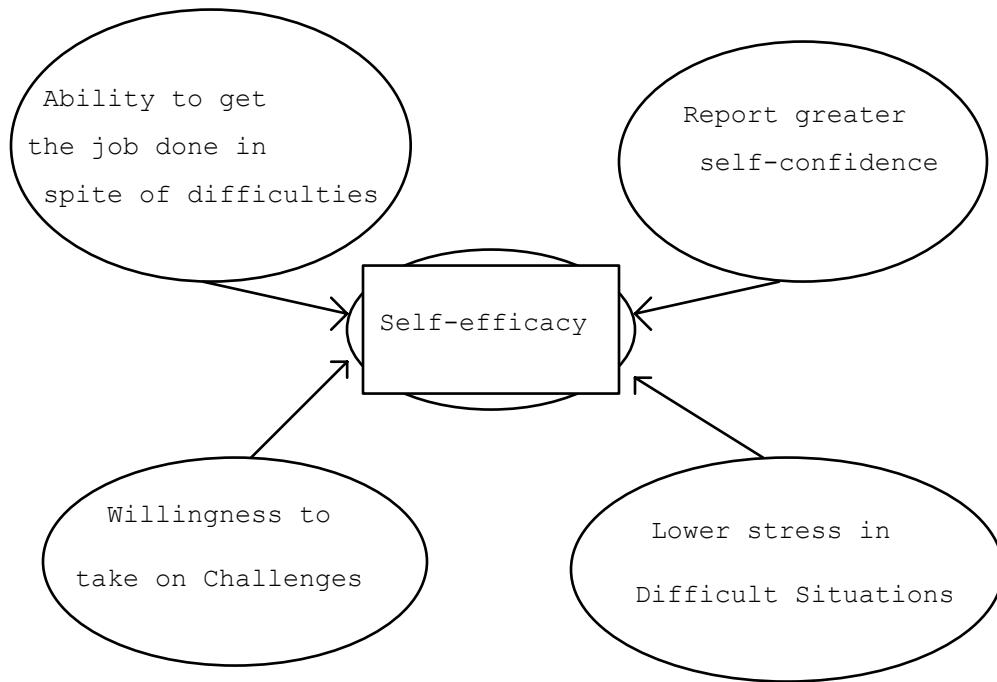 Ability to get
the job done in
spite of difficulties
Report greater
self-confidence
Self-efficacy
Willingness to
take on Challenges
Lower stress in
Difficult Situations